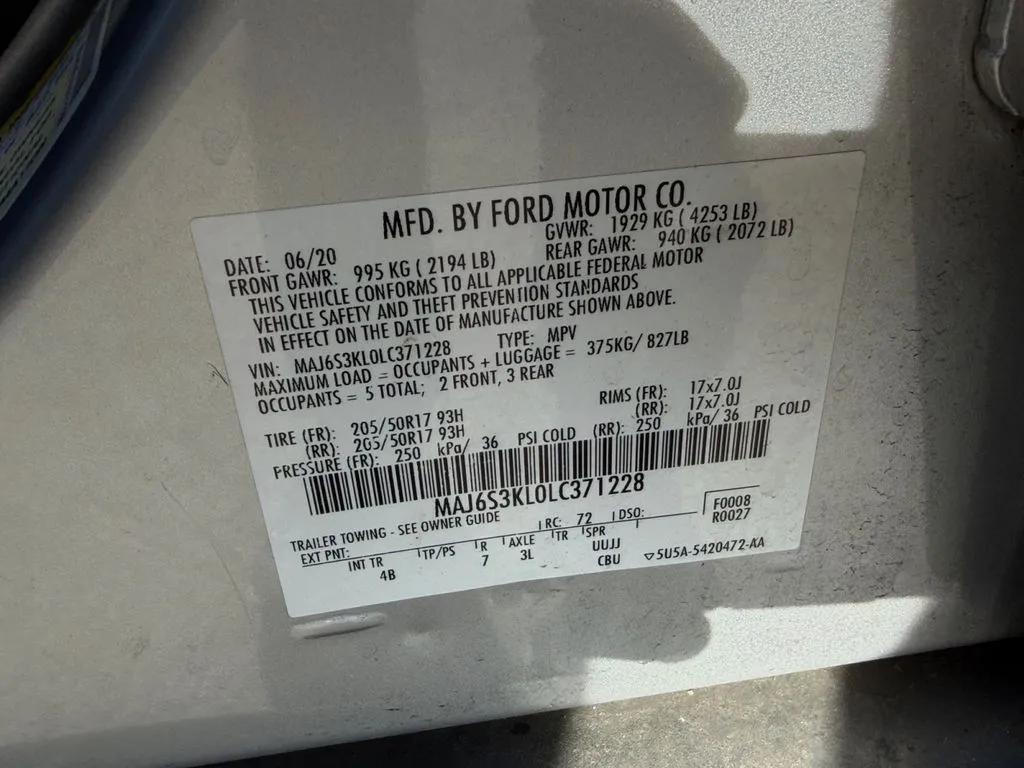 MFD. BY FORD MOTOR CO.
DATE: 06/20 GVWR: 1929 KG ( 4253 LB)
FRONT GAWR: 995 KG ( 2194 LB) REAR GAWR: 940 KG ( 2072 LB)
THIS VEHICLE CONFORMS TO ALL APPLICABLE FEDERAL MOTOR
VEHICLE SAFETY AND THEFT PREVENTION STANDARDS
IN EFFECT ON THE DATE OF MANUFACTURE SHOWN ABOVE.
VIN: MAJ6S3KL0LC371228 TYPE: MPV
MAXIMUM LOAD = OCCUPANTS + LUGGAGE = 375KG/ 827LB
OCCUPANTS = 5 TOTAL; 2 FRONT, 3 REAR
TIRE (FR): 205/50R17 93H RIMS (FR): 17x7.0J
(RR): 205/50R17 93H (RR): 17x7.0J
PRESSURE (FR): 250 kPa/ 36 PSI COLD (RR): 250 kPa/ 36 PSI COLD
MAJ6S3KL0LC371228
TRAILER TOWING - SEE OWNER GUIDE
EXT PNT: RC: 72 DSO: F0008
INT TR TP/PS R AXLE TR SPR R0027
4B 7 3L UUJJ
CBU 5U5A-5420472-AA